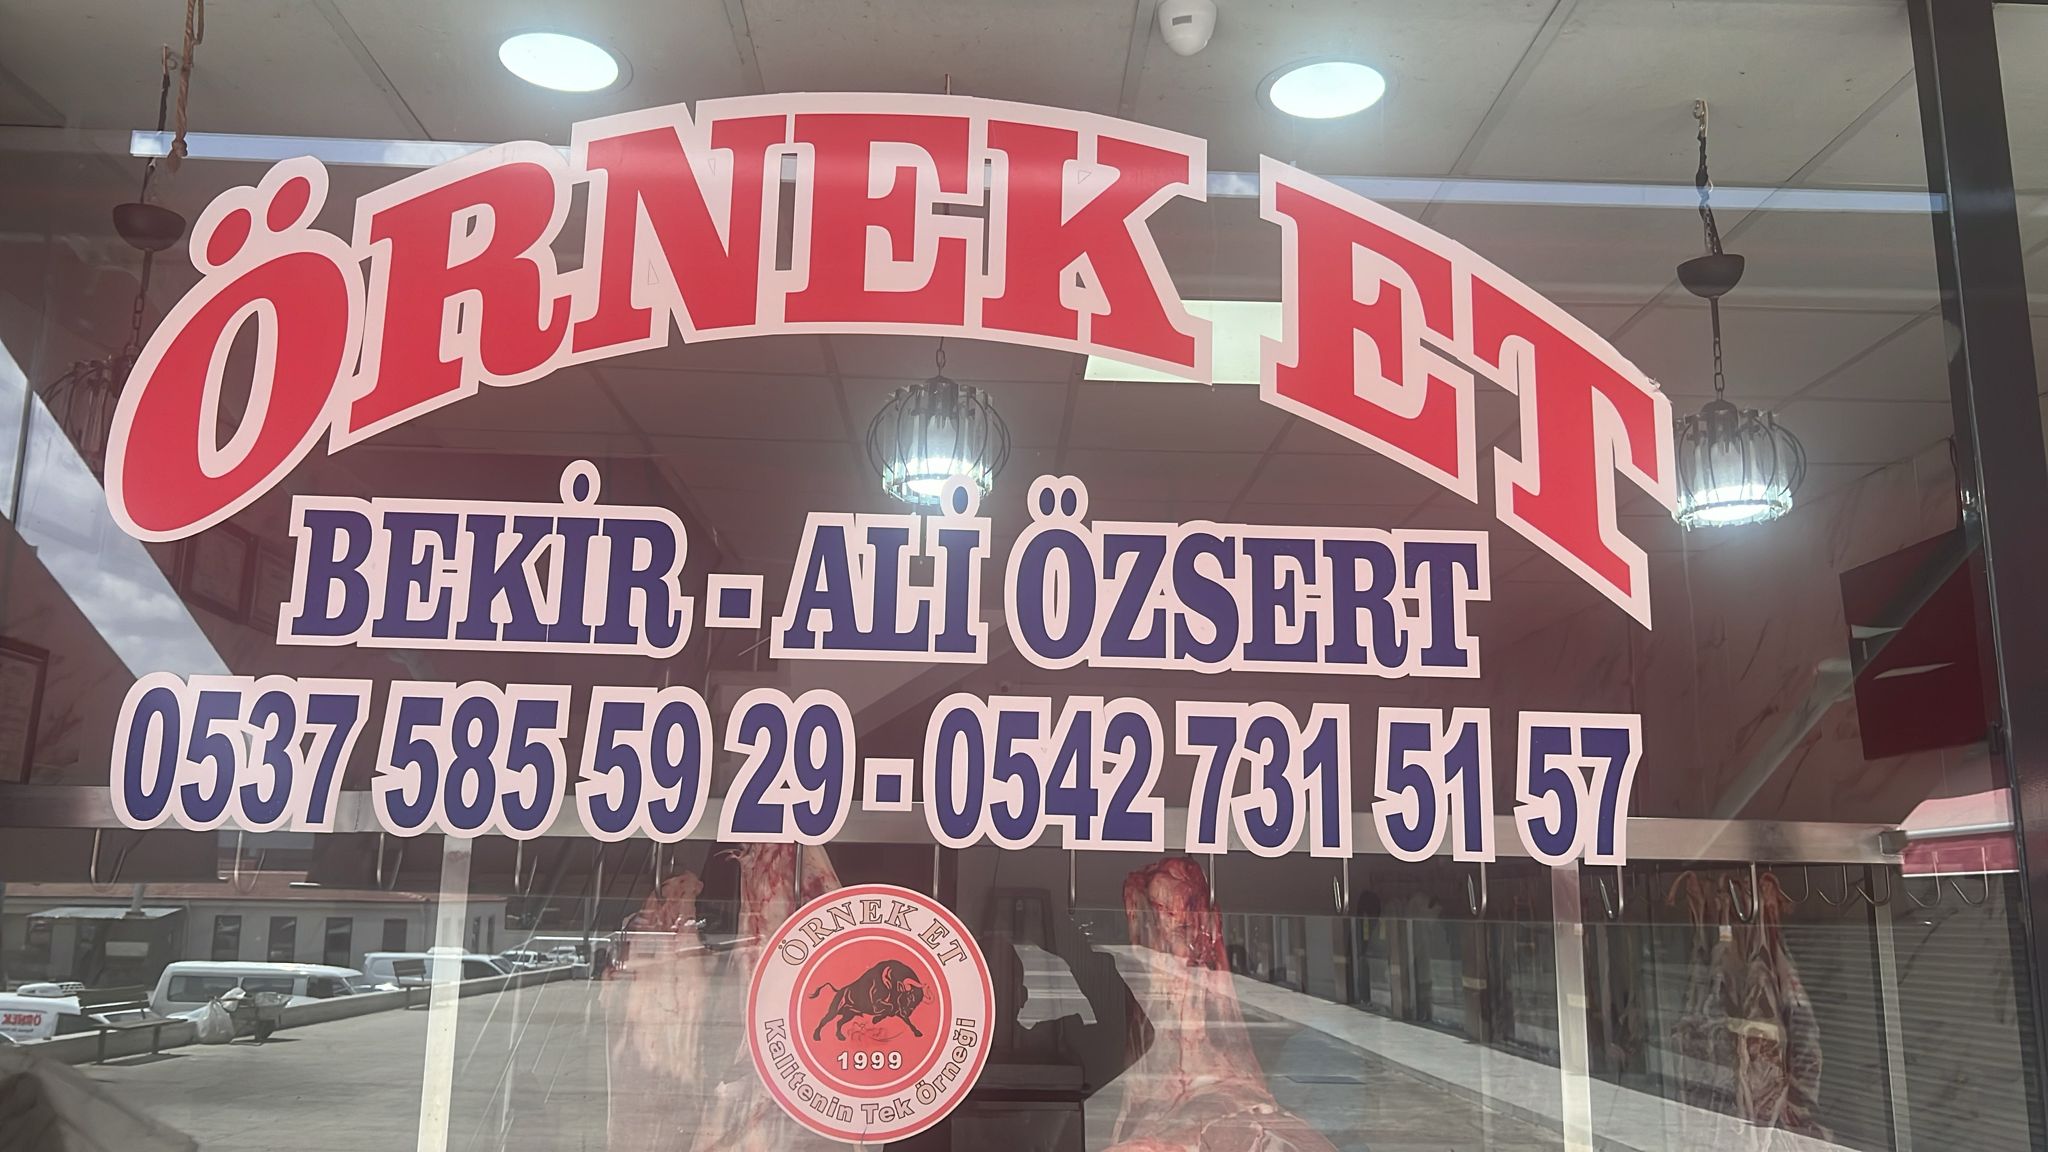 ÖRNEK ET
BEKİR - ALİ ÖZSERT
0537 585 59 29 - 0542 731 51 57
ÖRNEK ET
1999
Kalitenin Tek Örneği
ÖRNEK